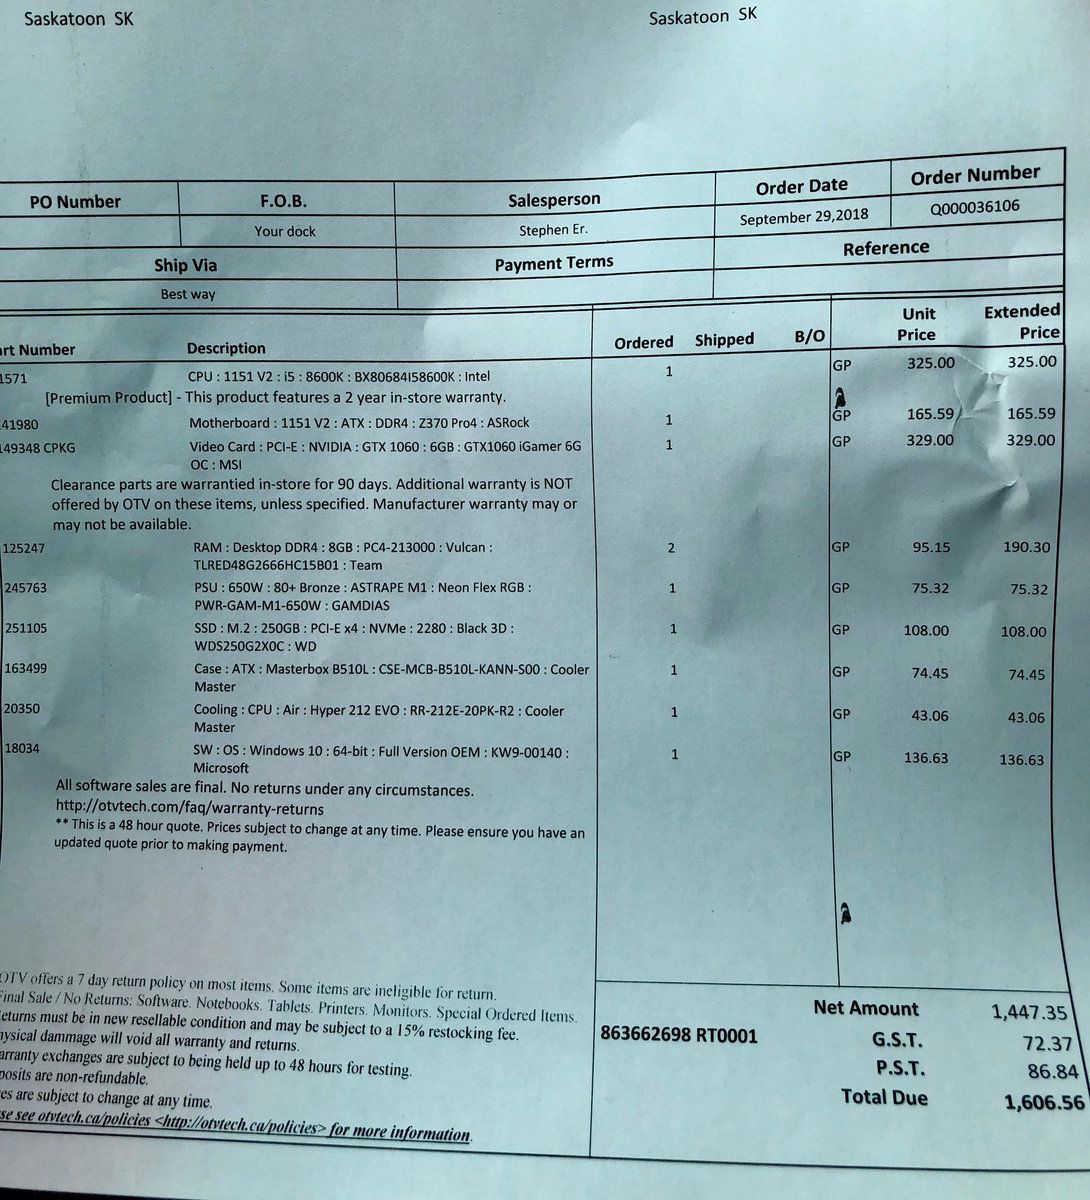 Saskatoon SK
Saskatoon SK
PO Number F.O.B. Salesperson Order Date Order Number
Your dock Stephen Er. September 29,2018 Q000036106
Ship Via Payment Terms Reference
Best way
rt Number Description Ordered Shipped B/O Unit Price Extended Price
1571 CPU : 1151 V2 : i5 : 8600K : BX80684I58600K : Intel 1 GP 325.00 325.00
[Premium Product] - This product features a 2 year in-store warranty.
41980 Motherboard : 1151 V2 : ATX : DDR4 : Z370 Pro4 : ASRock 1 GP 165.59 165.59
149348 CPKG Video Card : PCI-E : NVIDIA : GTX 1060 : 6GB : GTX1060 iGamer 6G 1 GP 329.00 329.00
OC : MSI
Clearance parts are warrantied in-store for 90 days. Additional warranty is NOT
offered by OTV on these items, unless specified. Manufacturer warranty may or
may not be available.
125247 RAM : Desktop DDR4 : 8GB : PC4-213000 : Vulcan : 2 GP 95.15 190.30
TLRED48G2666HC15B01 : Team
245763 PSU : 650W : 80+ Bronze : ASTRAPE M1 : Neon Flex RGB : 1 GP 75.32 75.32
PWR-GAM-M1-650W : GAMDIAS
251105 SSD : M.2 : 250GB : PCI-E x4 : NVMe : 2280 : Black 3D : 1 GP 108.00 108.00
WDS250G2X0C : WD
163499 Case : ATX : Masterbox B510L : CSE-MCB-B510L-KANN-S00 : Cooler 1 GP 74.45 74.45
Master
20350 Cooling : CPU : Air : Hyper 212 EVO : RR-212E-20PK-R2 : Cooler 1 GP 43.06 43.06
Master
18034 SW : OS : Windows 10 : 64-bit : Full Version OEM : KW9-00140 : 1 GP 136.63 136.63
Microsoft
All software sales are final. No returns under any circumstances.
http://otvtech.com/faq/warranty-returns
** This is a 48 hour quote. Prices subject to change at any time. Please ensure you have an
updated quote prior to making payment.
OTV offers a 7 day return policy on most items. Some items are ineligible for return.
Final Sale / No Returns: Software. Notebooks. Tablets. Printers. Monitors. Special Ordered Items.
eturns must be in new resellable condition and may be subject to a 15% restocking fee.
hysical dammage will void all warranty and returns.
arranty exchanges are subject to being held up to 48 hours for testing.
posits are non-refundable.
es are subject to change at any time.
se see otvtech.ca/policies <http://otvtech.ca/policies> for more information.
863662698 RT0001
Net Amount 1,447.35
G.S.T. 72.37
P.S.T. 86.84
Total Due 1,606.56